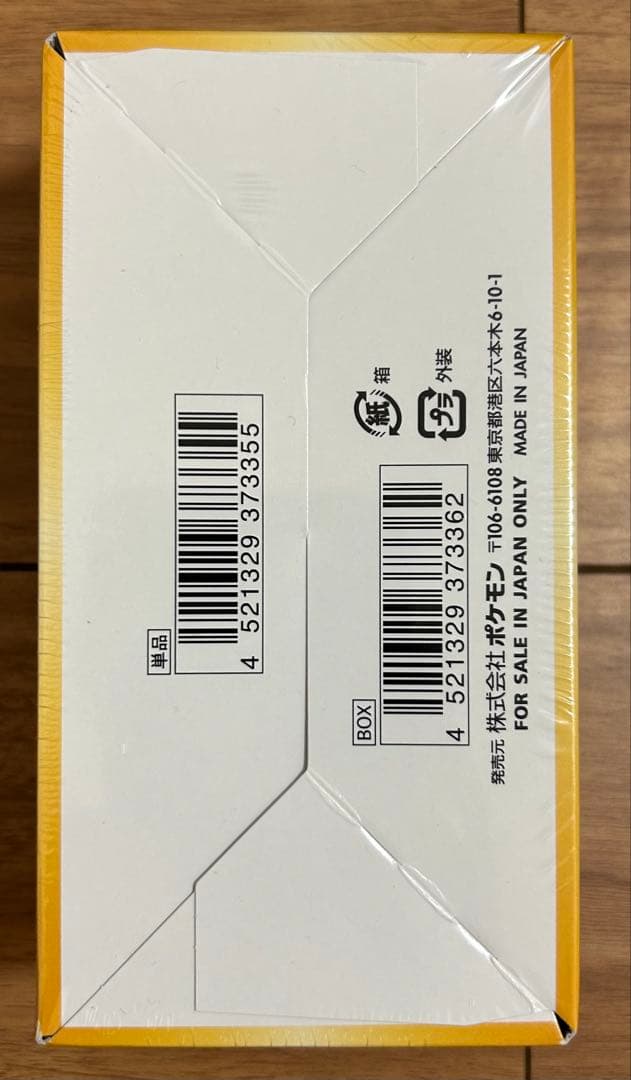 単品
4 521329 373355
紙
箱
プラ
外装
BOX
4 521329 373362
発売元 株式会社 ポケモン 〒106-6108 東京都港区六本木6-10-1
FOR SALE IN JAPAN ONLY MADE IN JAPAN